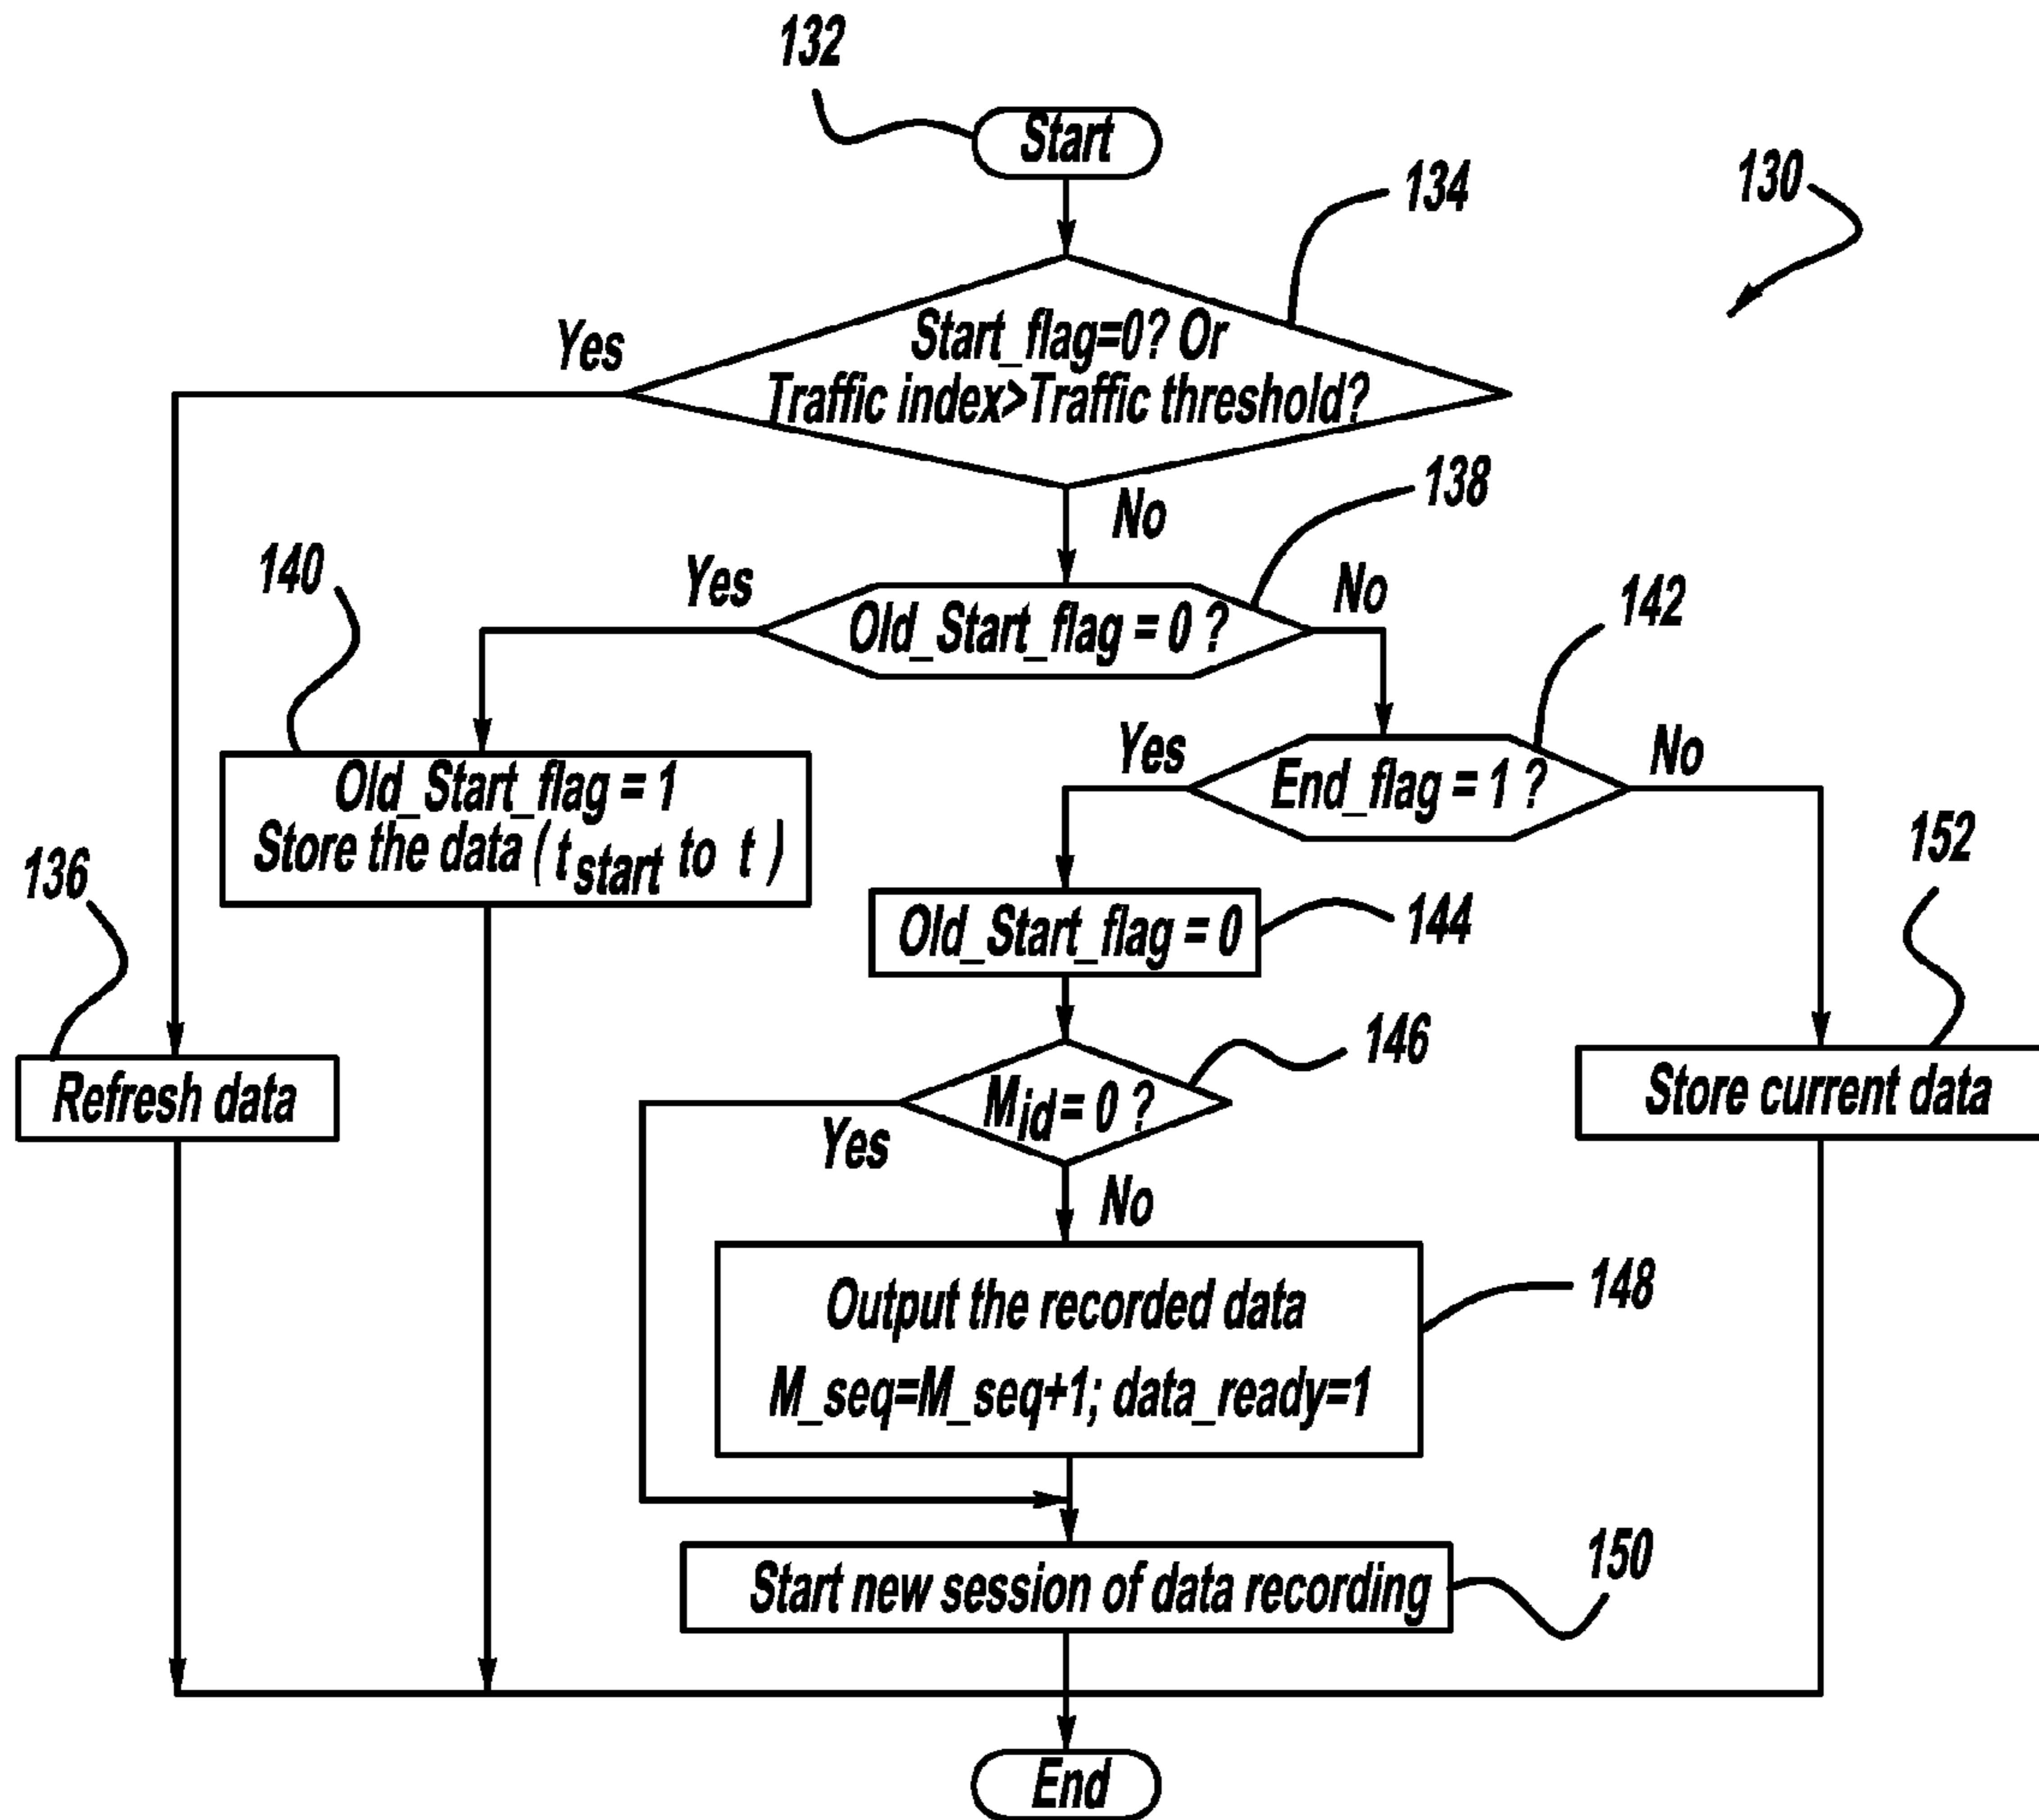 132
Start
134
130
Start_flag=0? Or
Traffic index>Traffic threshold?
Yes
No
138
Old_Start_flag = 0 ?
Yes
No
140
142
Old_Start_flag = 1
Store the data (t start to t)
End_flag = 1 ?
Yes
No
136
152
Old_Start_flag = 0
144
Refresh data
146
Mid = 0 ?
Yes
No
Store current data
Output the recorded data
M_seq=M_seq+1; data_ready=1
148
Start new session of data recording
150
End